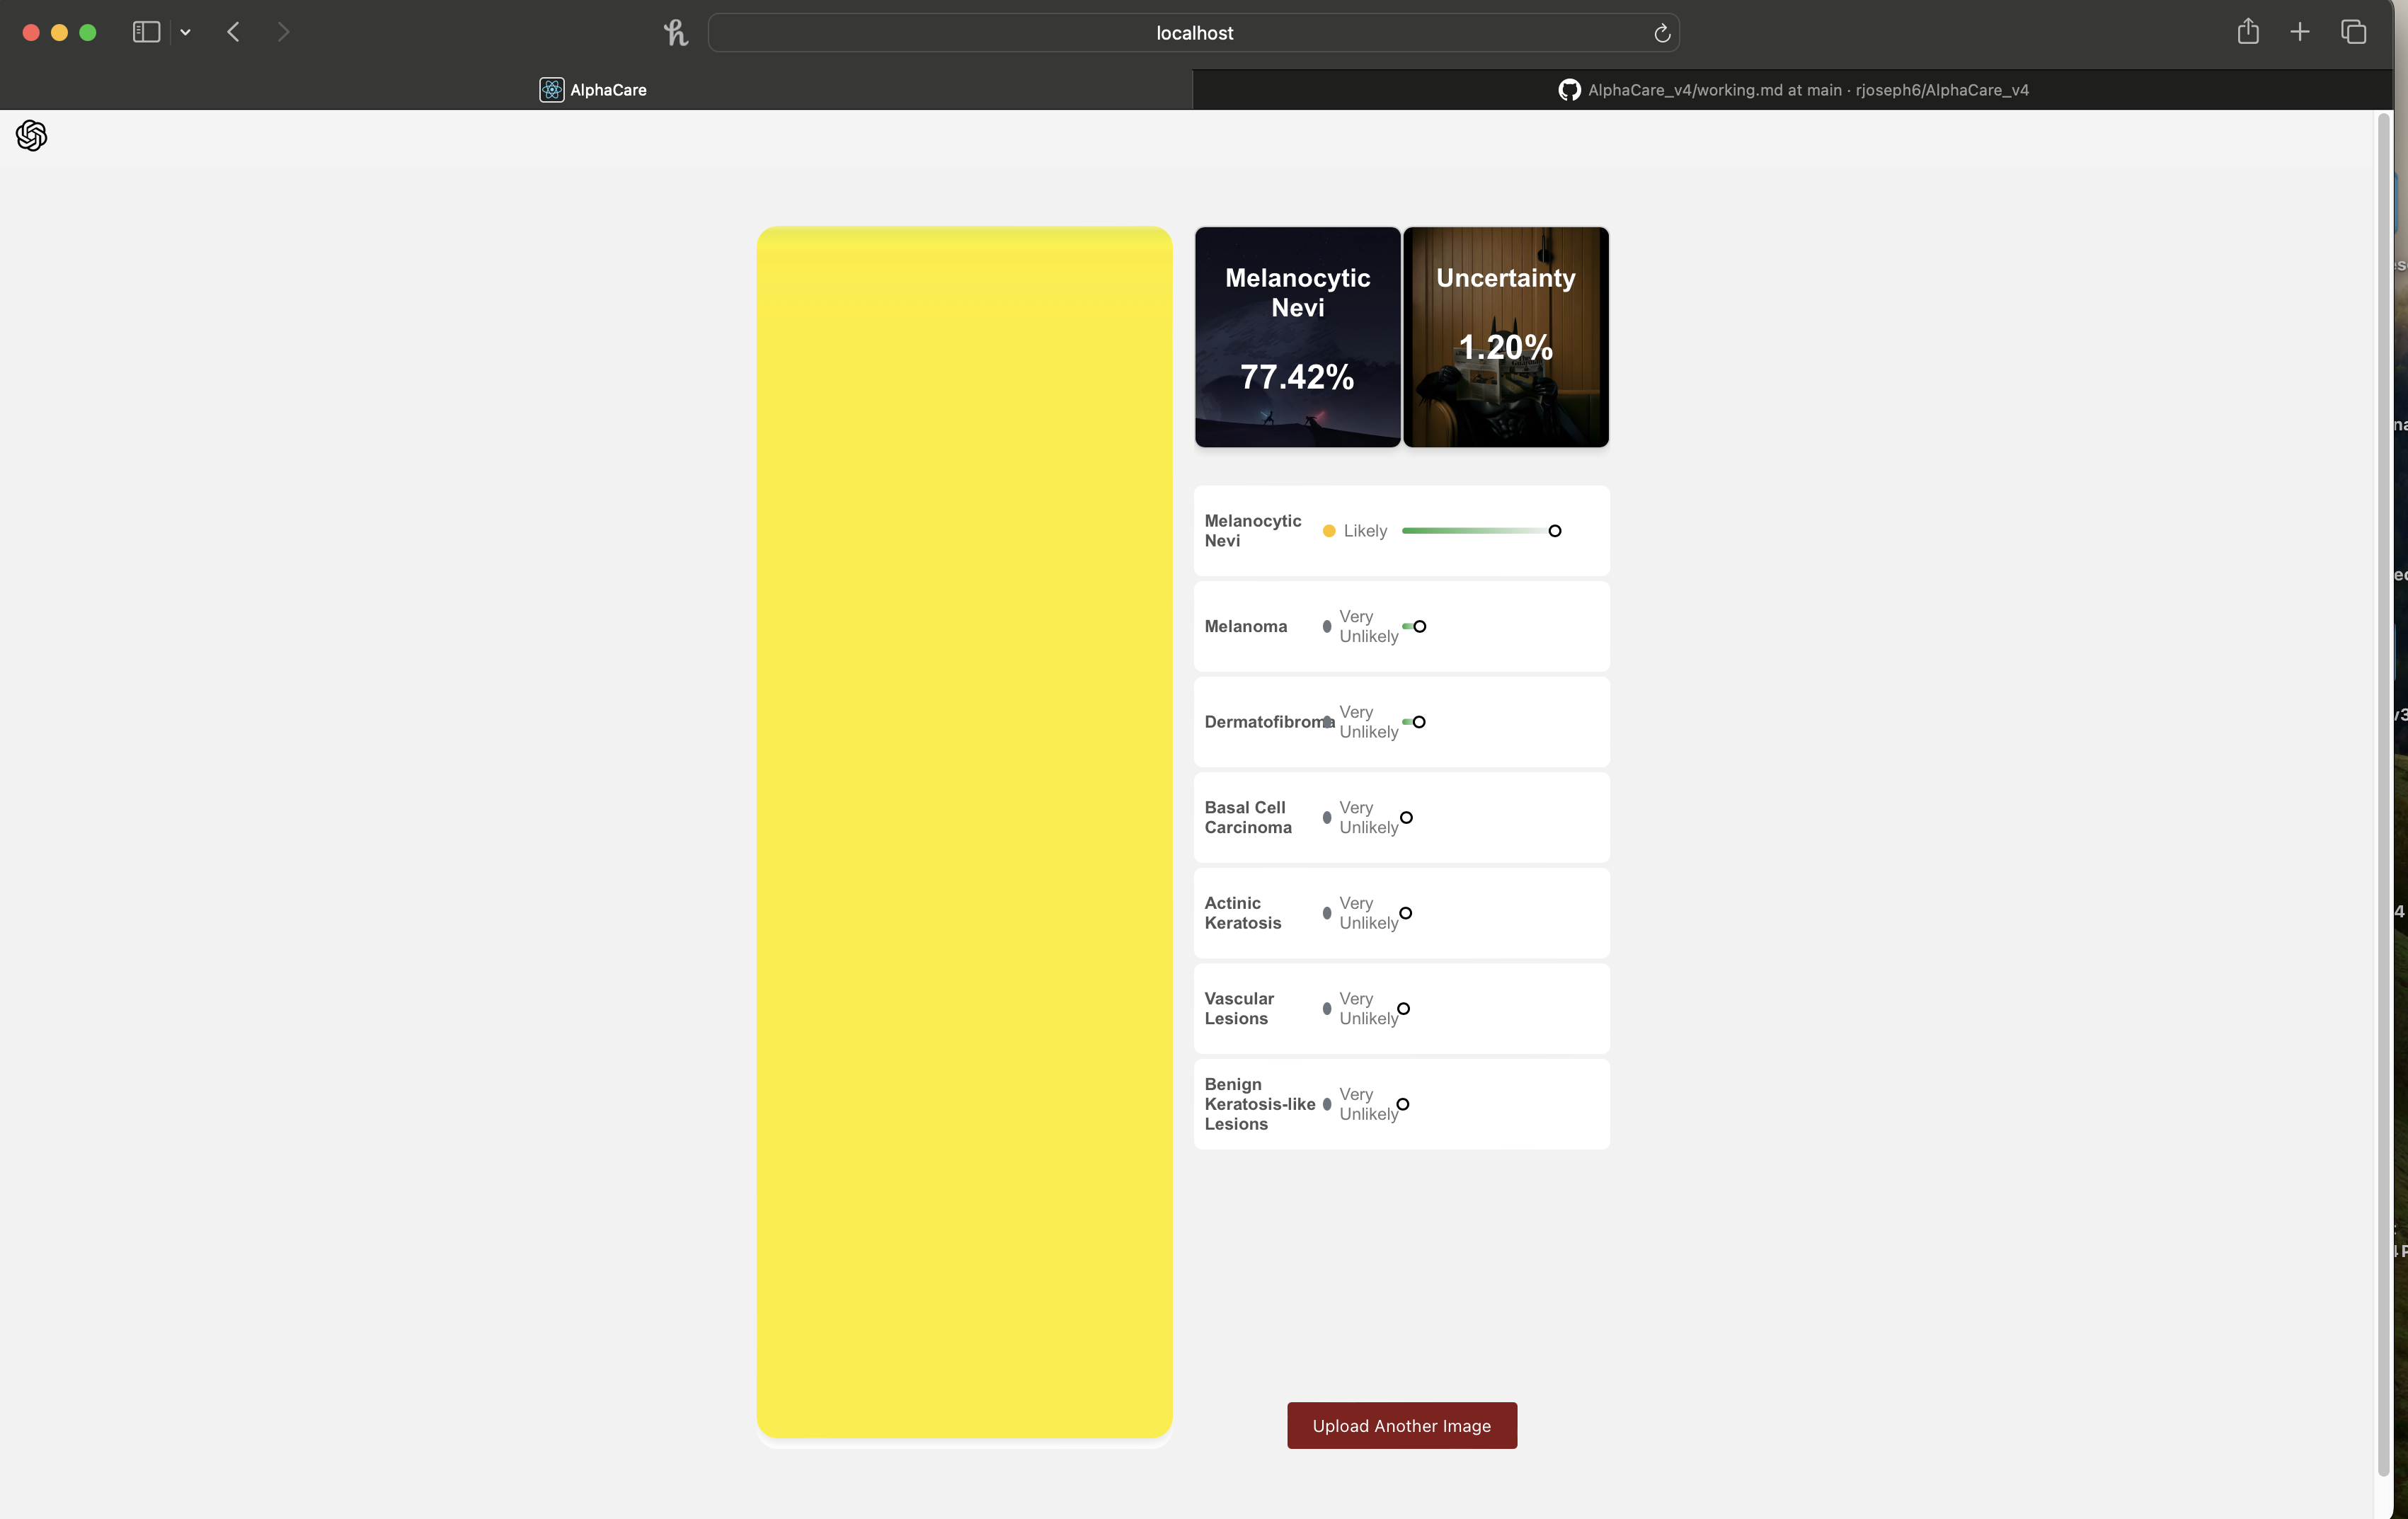 localhost
AlphaCare
AlphaCare_v4/working.md at main · rjoseph6/AlphaCare_v4
Melanocytic
Nevi
77.42%
Uncertainty
1.20%
Melanocytic
Nevi
Likely
Melanoma
Very
Unlikely
Dermatofibroma
Very
Unlikely
Basal Cell
Carcinoma
Very
Unlikely
Actinic
Keratosis
Very
Unlikely
Vascular
Lesions
Very
Unlikely
Benign
Keratosis-like
Lesions
Very
Unlikely
Upload Another Image